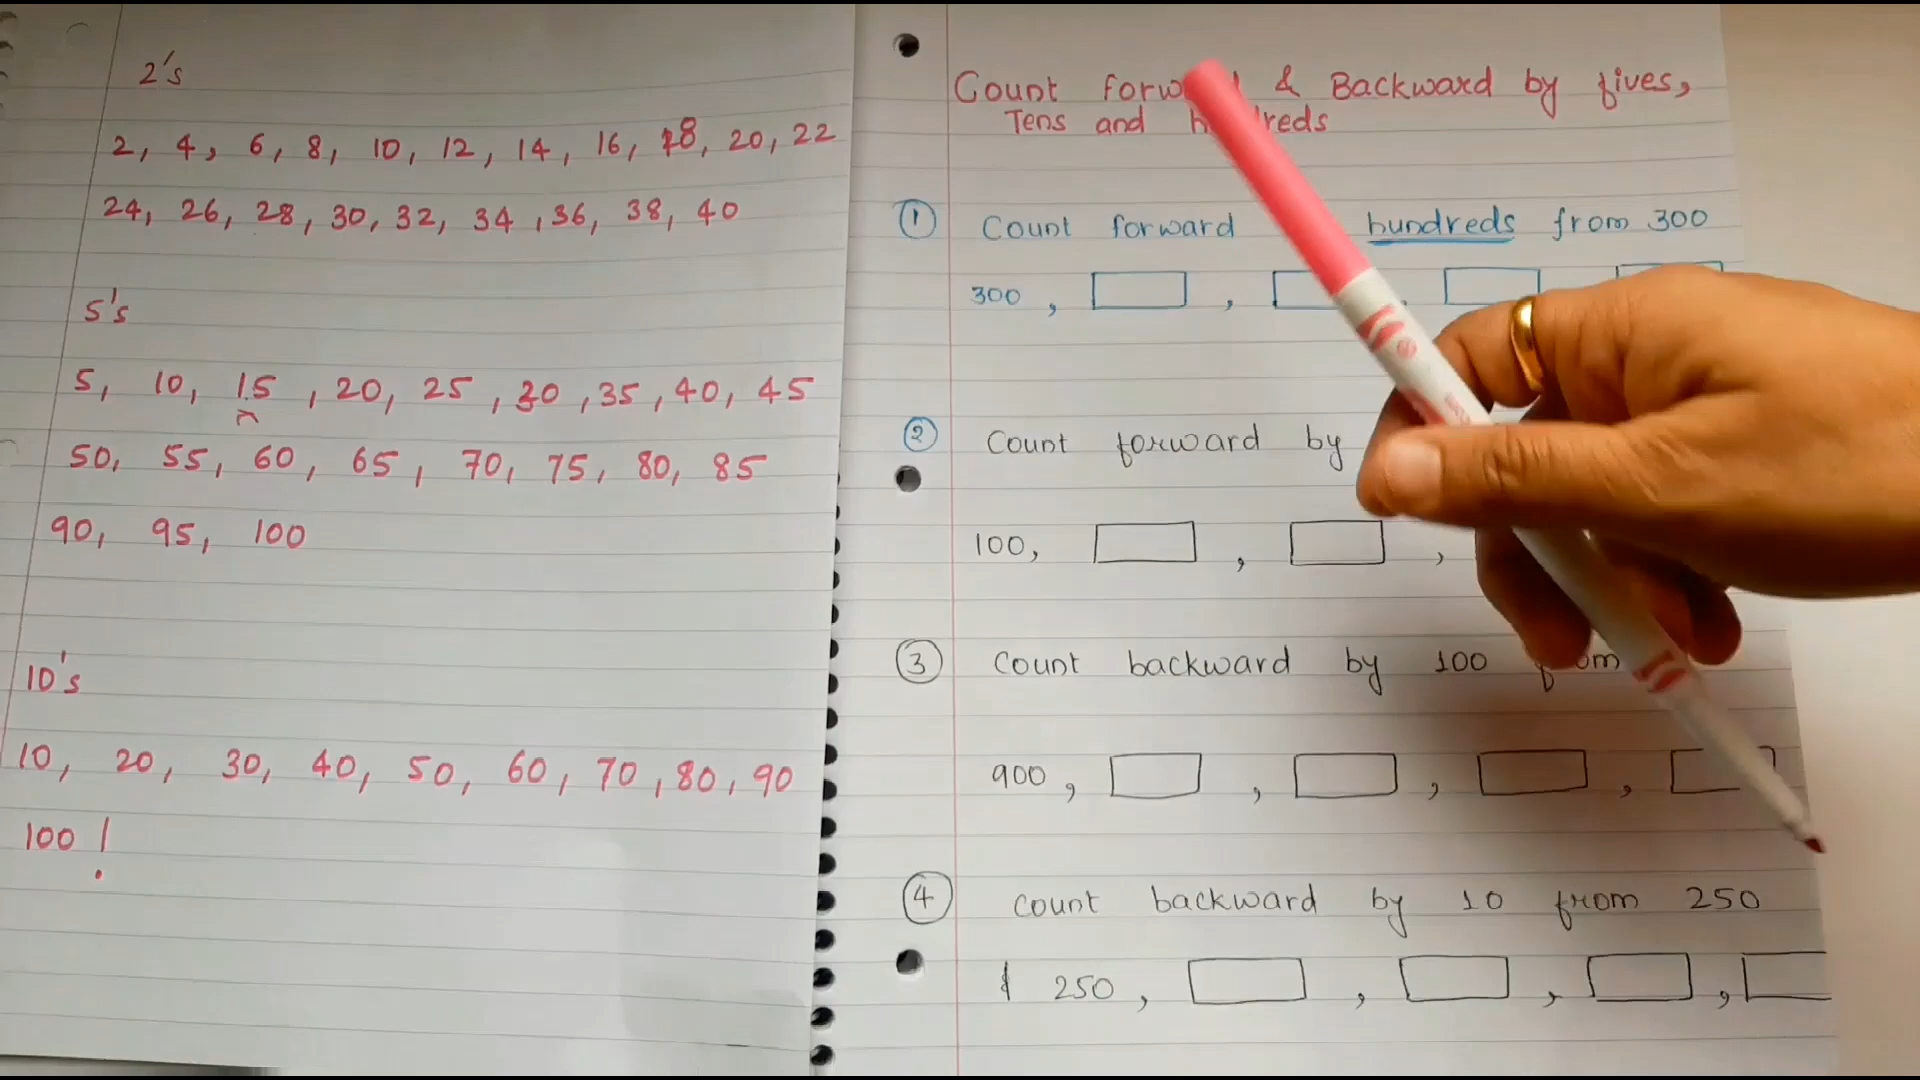 2's
2, 4, 6, 8, 10, 12, 14, 16, 18, 20, 22
24, 26, 28, 30, 32, 34, 36, 38, 40
5's
5, 10, 15, 20, 25, 30, 35, 40, 45
50, 55, 60, 65, 70, 75, 80, 85
90, 95, 100
10's
10, 20, 30, 40, 50, 60, 70, 80, 90
100!
Count & Backward by fives,
Tens and
1 Count forward hundreds from 300
300, , ,
2 Count forward by
100, , ,
3 Count backward by 100
900, , , ,
4 Count backward by 10 from 250
250, , , ,